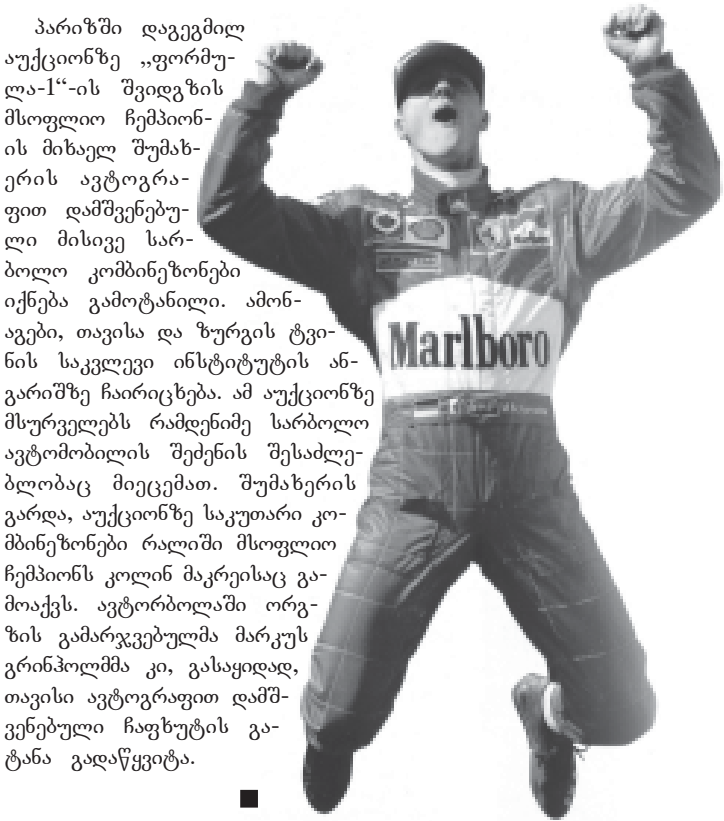 პარიზში დაგეგმილ
აუქციონზე „ფორმუ-
ლა-1“-ის შვიდგზის
მსოფლიო ჩემპიონ-
ის მიხაელ შუმახ-
ერის ავტოგრა-
ფით დამშვენებუ-
ლი მისივე სარ-
ბოლო კომბინეზონები
იქნება გამოტანილი. ამონ-
აგები, თავისა და ზურგის ტვი-
ნის საკვლევი ინსტიტუტის ან-
გარიშზე ჩაირიცხება. ამ აუქციონზე
მსურველებს რამდენიმე სარბოლო
ავტომობილის შეძენის შესაძლე-
ბლობაც მიეცემათ. შუმახერის
გარდა, აუქციონზე საკუთარი კო-
მბინეზონები რალიში მსოფლიო
ჩემპიონს კოლინ მაკრეისაც გა-
მოაქვს. ავტორბოლაში ორგ-
ზის გამარჯვებულმა მარკუს
გრინჰოლმმა კი, გასაყიდად,
თავისი ავტოგრაფით დამშ-
ვენებული ჩაფხუტის გა-
ტანა გადაწყვიტა.
Marlboro